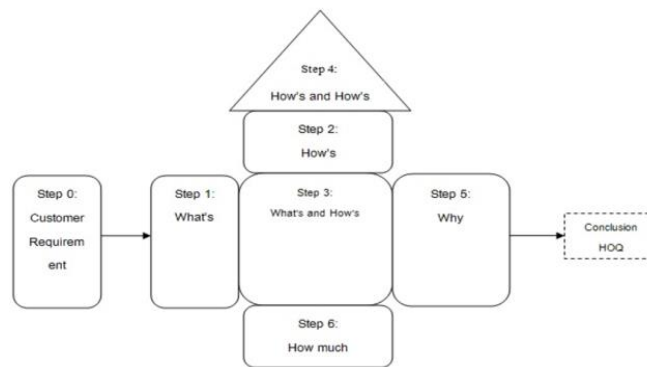 Step 4:
How's and How's
Step 2:
How's
Step 0:
Customer
Requirem
ent
Step 1:
What's
Step 3:
What's and How's
Step 5:
Why
Conclusion
HOQ
Step 6:
How much